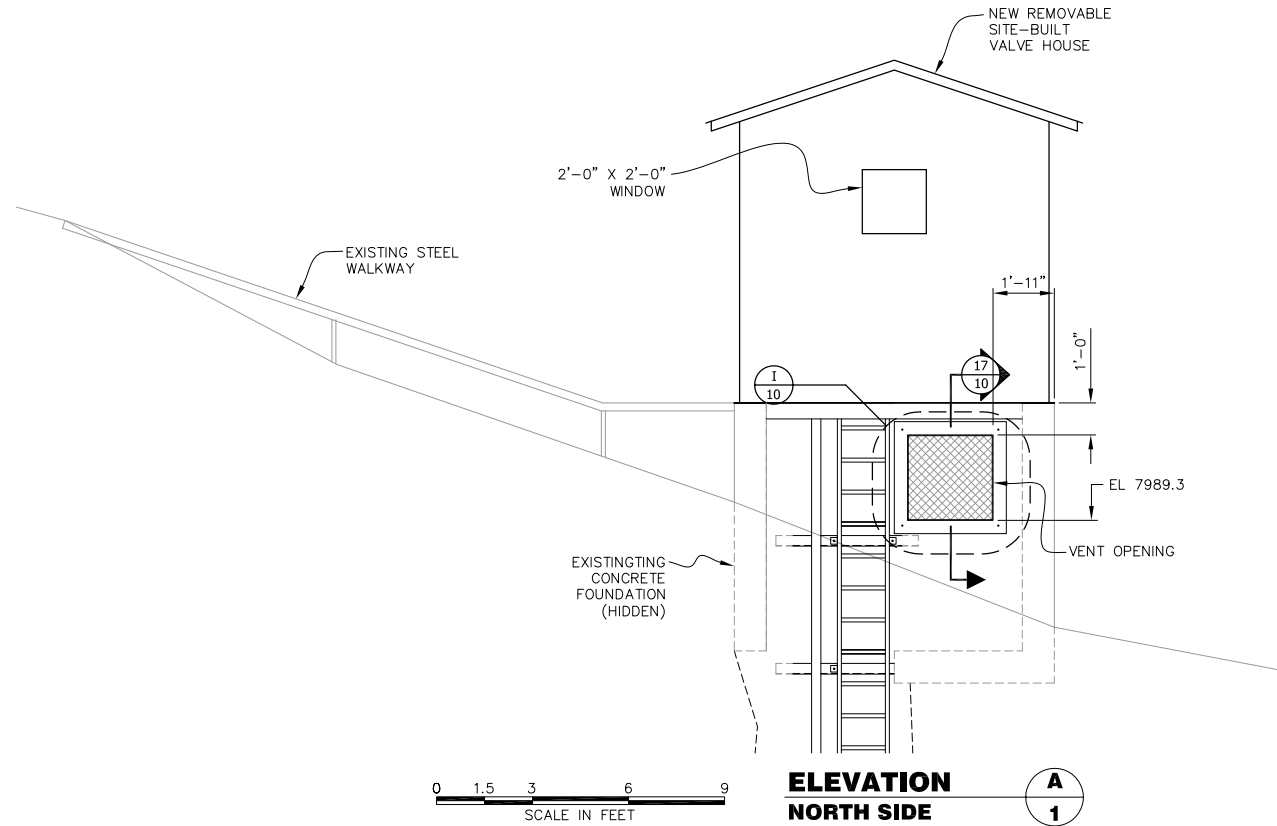 NEW REMOVABLE
SITE-BUILT
VALVE HOUSE
2'-0" X 2'-0"
WINDOW
EXISTING STEEL
WALKWAY
1'-11"
1'-0"
17
10
I
10
EL 7989.3
VENT OPENING
EXISTINGTING
CONCRETE
FOUNDATION
(HIDDEN)
0 1.5 3 6 9
SCALE IN FEET
ELEVATION
NORTH SIDE
A
1